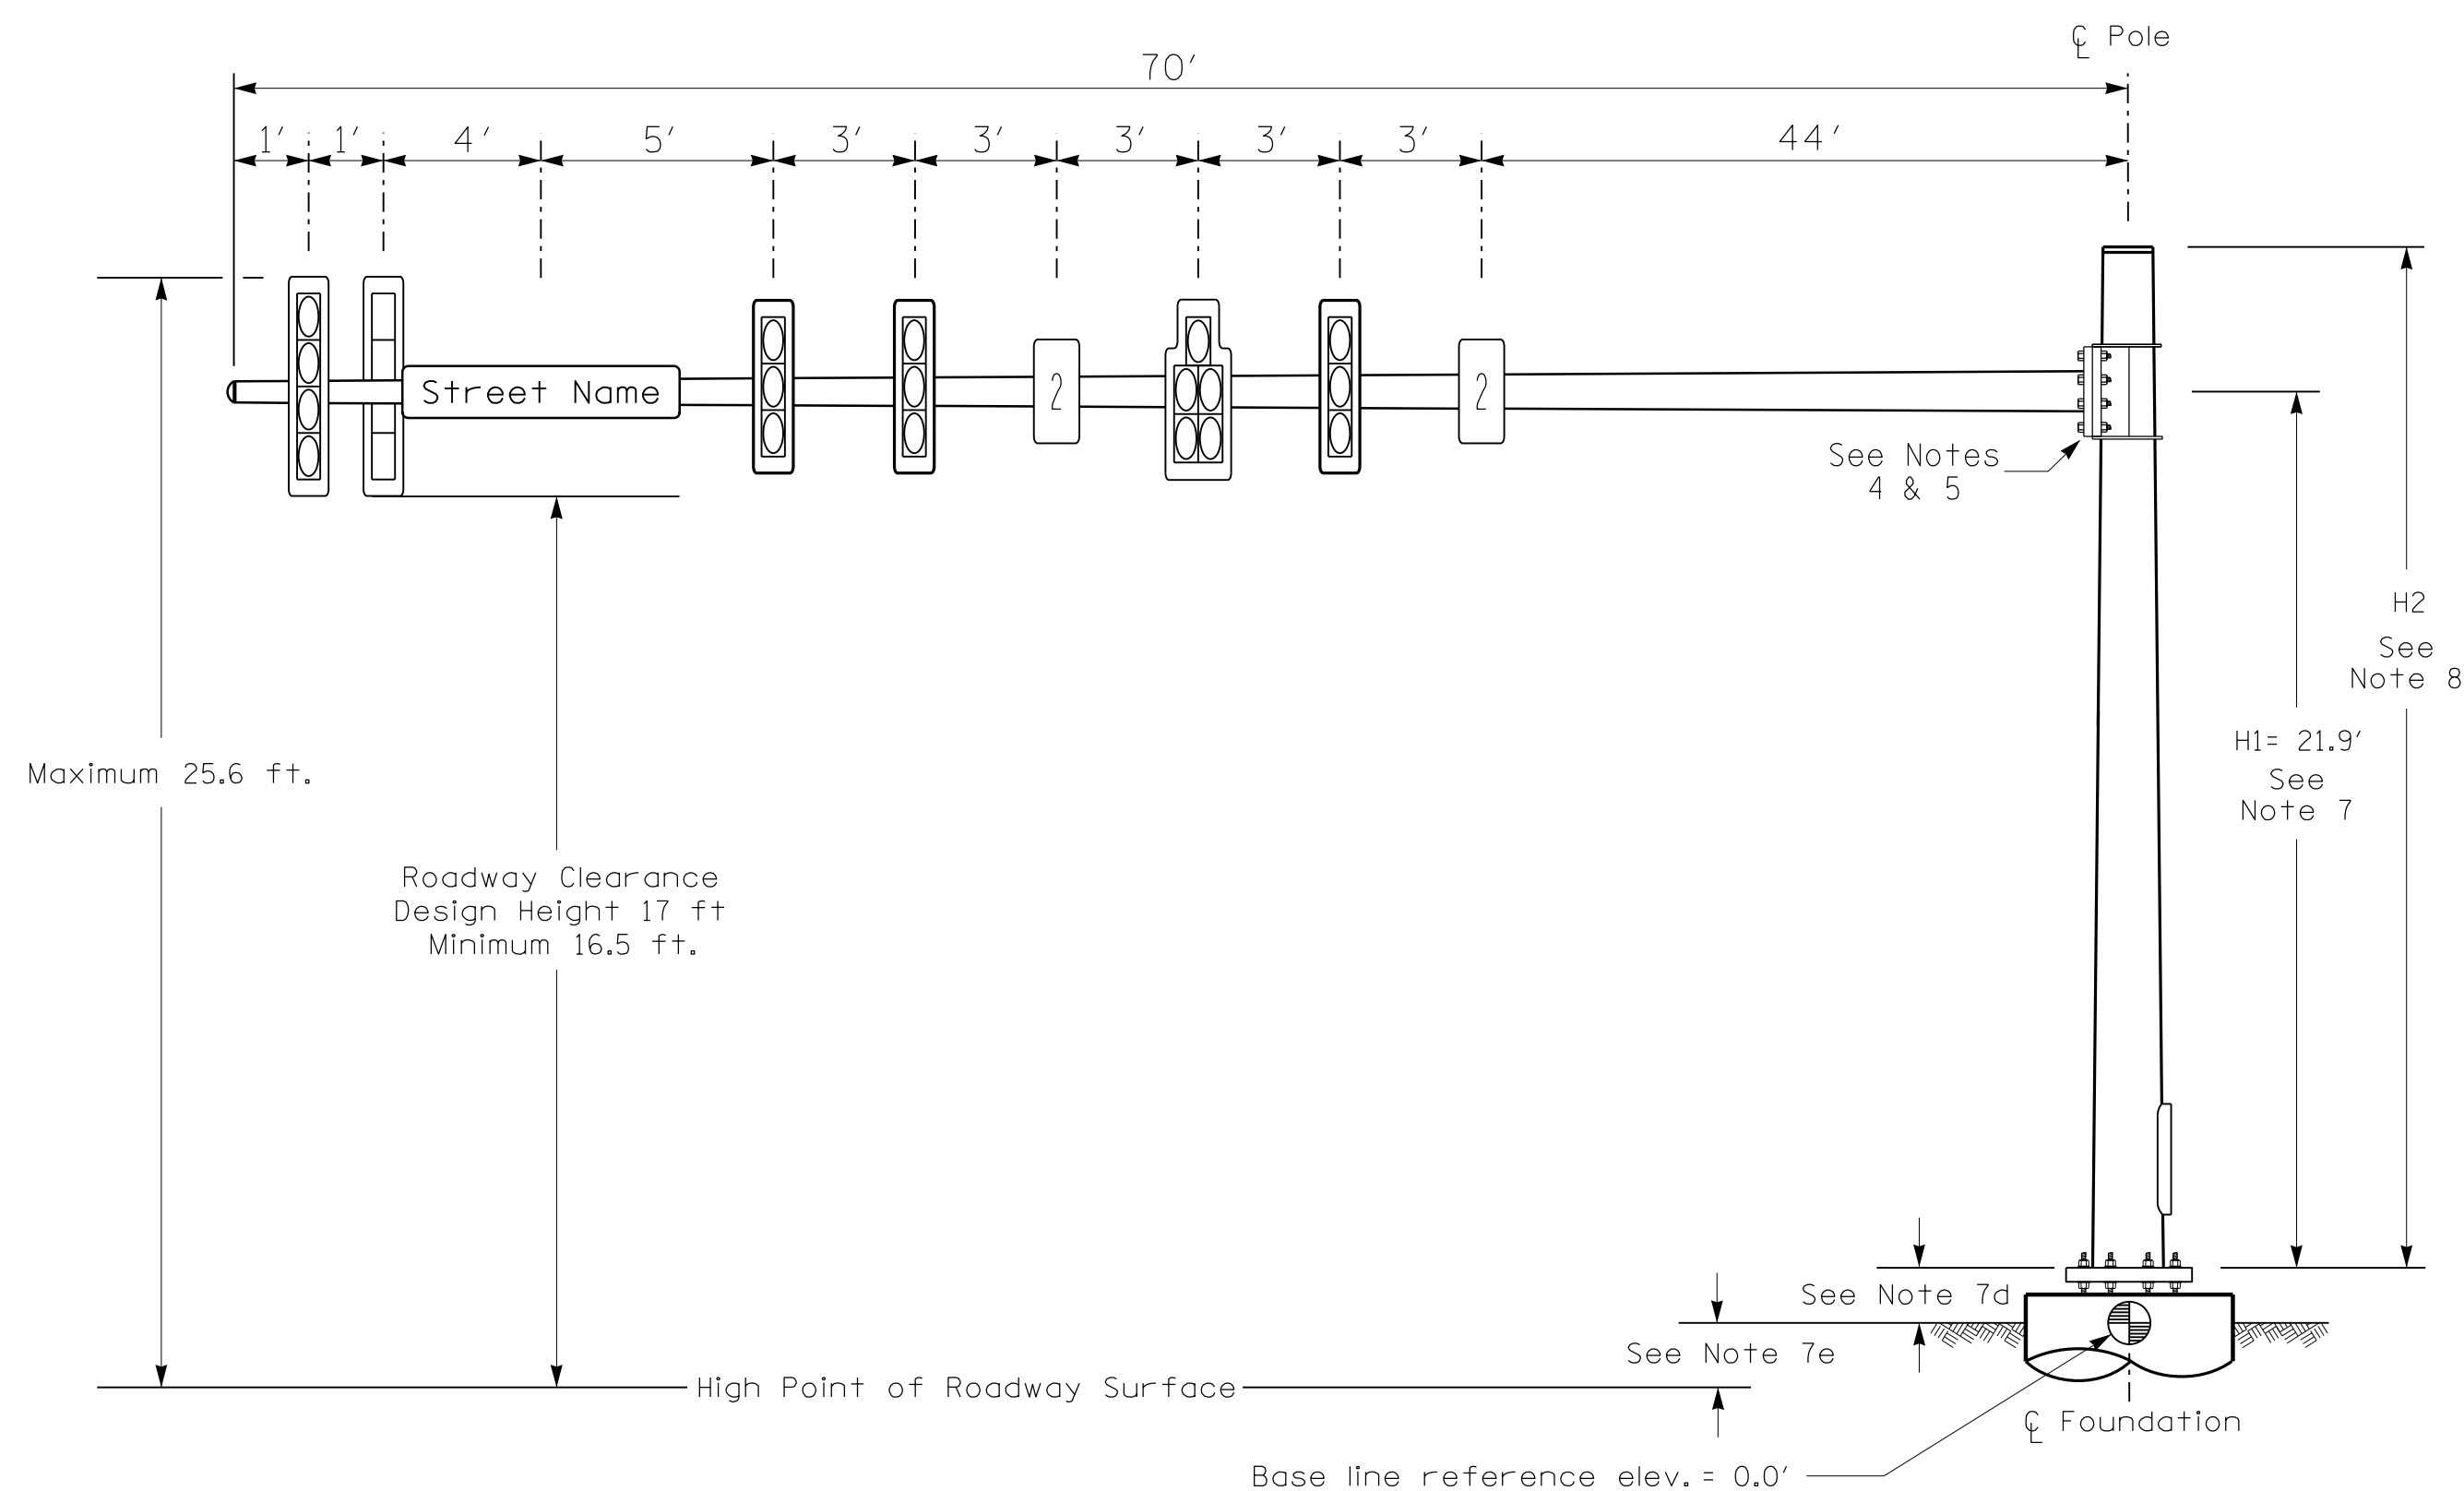 ℄ Pole
70'
1' 1' 4' 5' 3' 3' 3' 3' 3' 44'
Street Name
2
2
See Notes
4 & 5
H2
See
Note 8
H1= 21.9'
See
Note 7
Maximum 25.6 ft.
Roadway Clearance
Design Height 17 ft
Minimum 16.5 ft.
See Note 7d
See Note 7e
High Point of Roadway Surface
℄ Foundation
Base line reference elev.= 0.0'